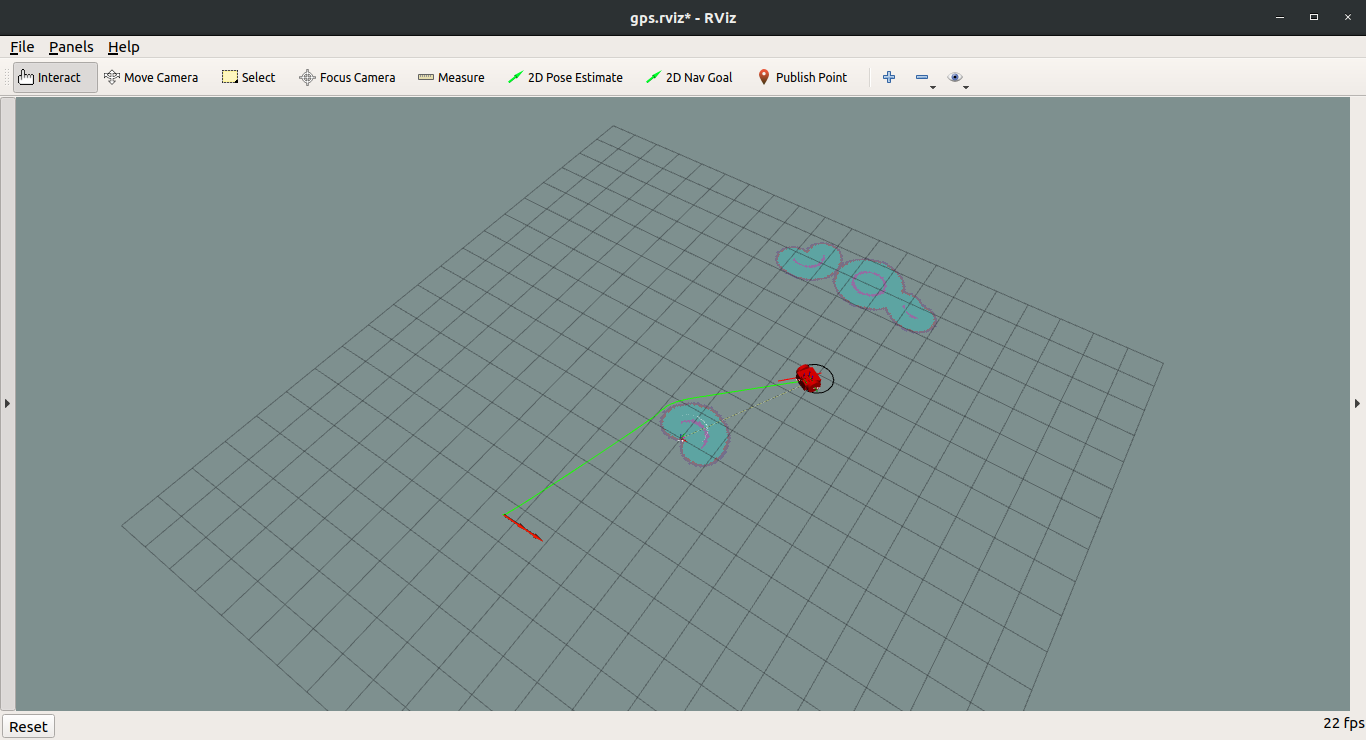 gps.rviz* - RViz
File Panels Help
Interact Move Camera Select Focus Camera Measure 2D Pose Estimate 2D Nav Goal Publish Point
Reset 22 fps